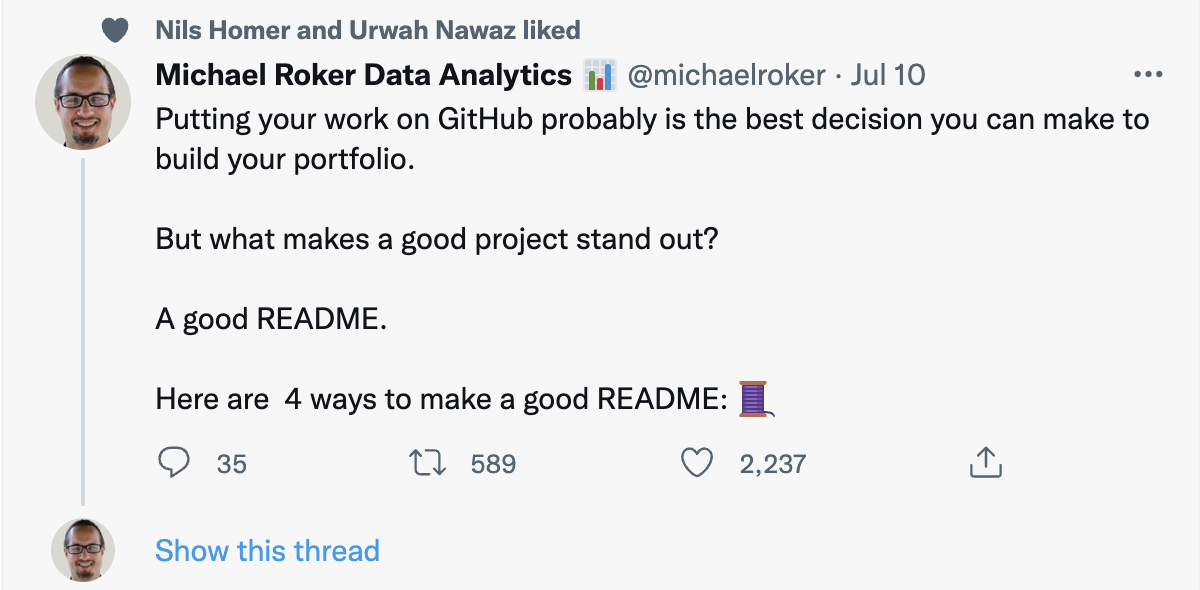 Nils Homer and Urwah Nawaz liked
Michael Roker Data Analytics 📊 @michaelroker · Jul 10
Putting your work on GitHub probably is the best decision you can make to
build your portfolio.
But what makes a good project stand out?
A good README.
Here are  4 ways to make a good README: 🧵
35 589 2,237
Show this thread